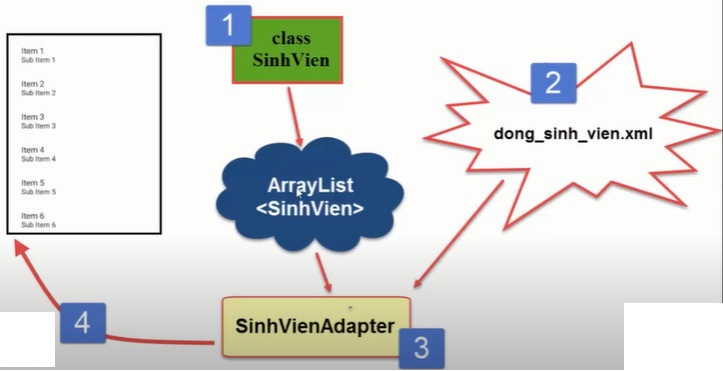 1
class
SinhVien
2
dong_sinh_vien.xml
Item 1
Sub Item 1
Item 2
Sub Item 2
Item 3
Sub Item 3
Item 4
Sub Item 4
Item 5
Sub Item 5
Item 6
Sub Item 6
ArrayList
<SinhVien>
4
SinhVienAdapter
3